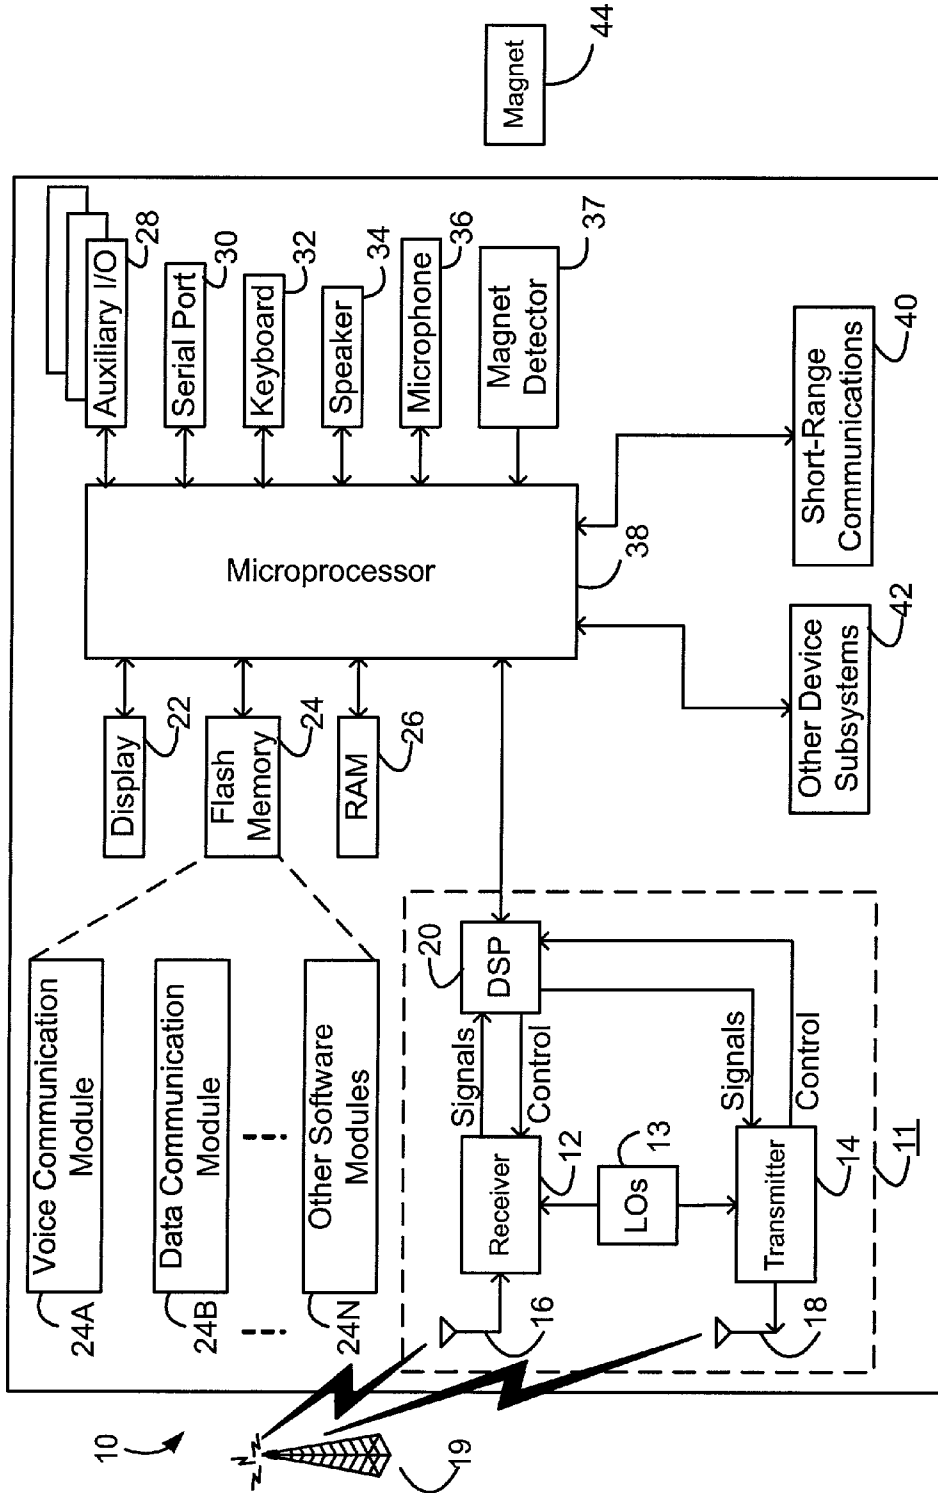 10
19
Voice Communication
Module
24A
Data Communication
Module
24B
Other Software
Modules
24N
Display
22
Flash
Memory
24
RAM
26
Microprocessor
38
Auxiliary I/O
28
Serial Port
30
Keyboard
32
Speaker
34
Microphone
36
Magnet
Detector
37
Magnet
44
16
Receiver
12
Signals
Control
DSP
20
LOs
13
18
Transmitter
14
Signals
Control
11
Other Device
Subsystems
42
Short-Range
Communications
40